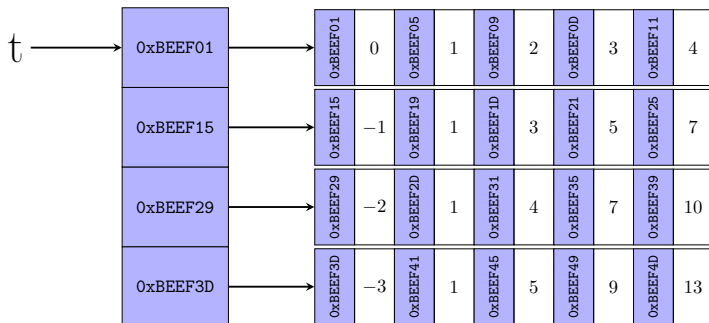 t 0xBEEF01 0xBEEF01 0 0xBEEF05 1 0xBEEF09 2 0xBEEF0D 3 0xBEEF11 4
0xBEEF15 0xBEEF15 −1 0xBEEF19 1 0xBEEF1D 3 0xBEEF21 5 0xBEEF25 7
0xBEEF29 0xBEEF29 −2 0xBEEF2D 1 0xBEEF31 4 0xBEEF35 7 0xBEEF39 10
0xBEEF3D 0xBEEF3D −3 0xBEEF41 1 0xBEEF45 5 0xBEEF49 9 0xBEEF4D 13